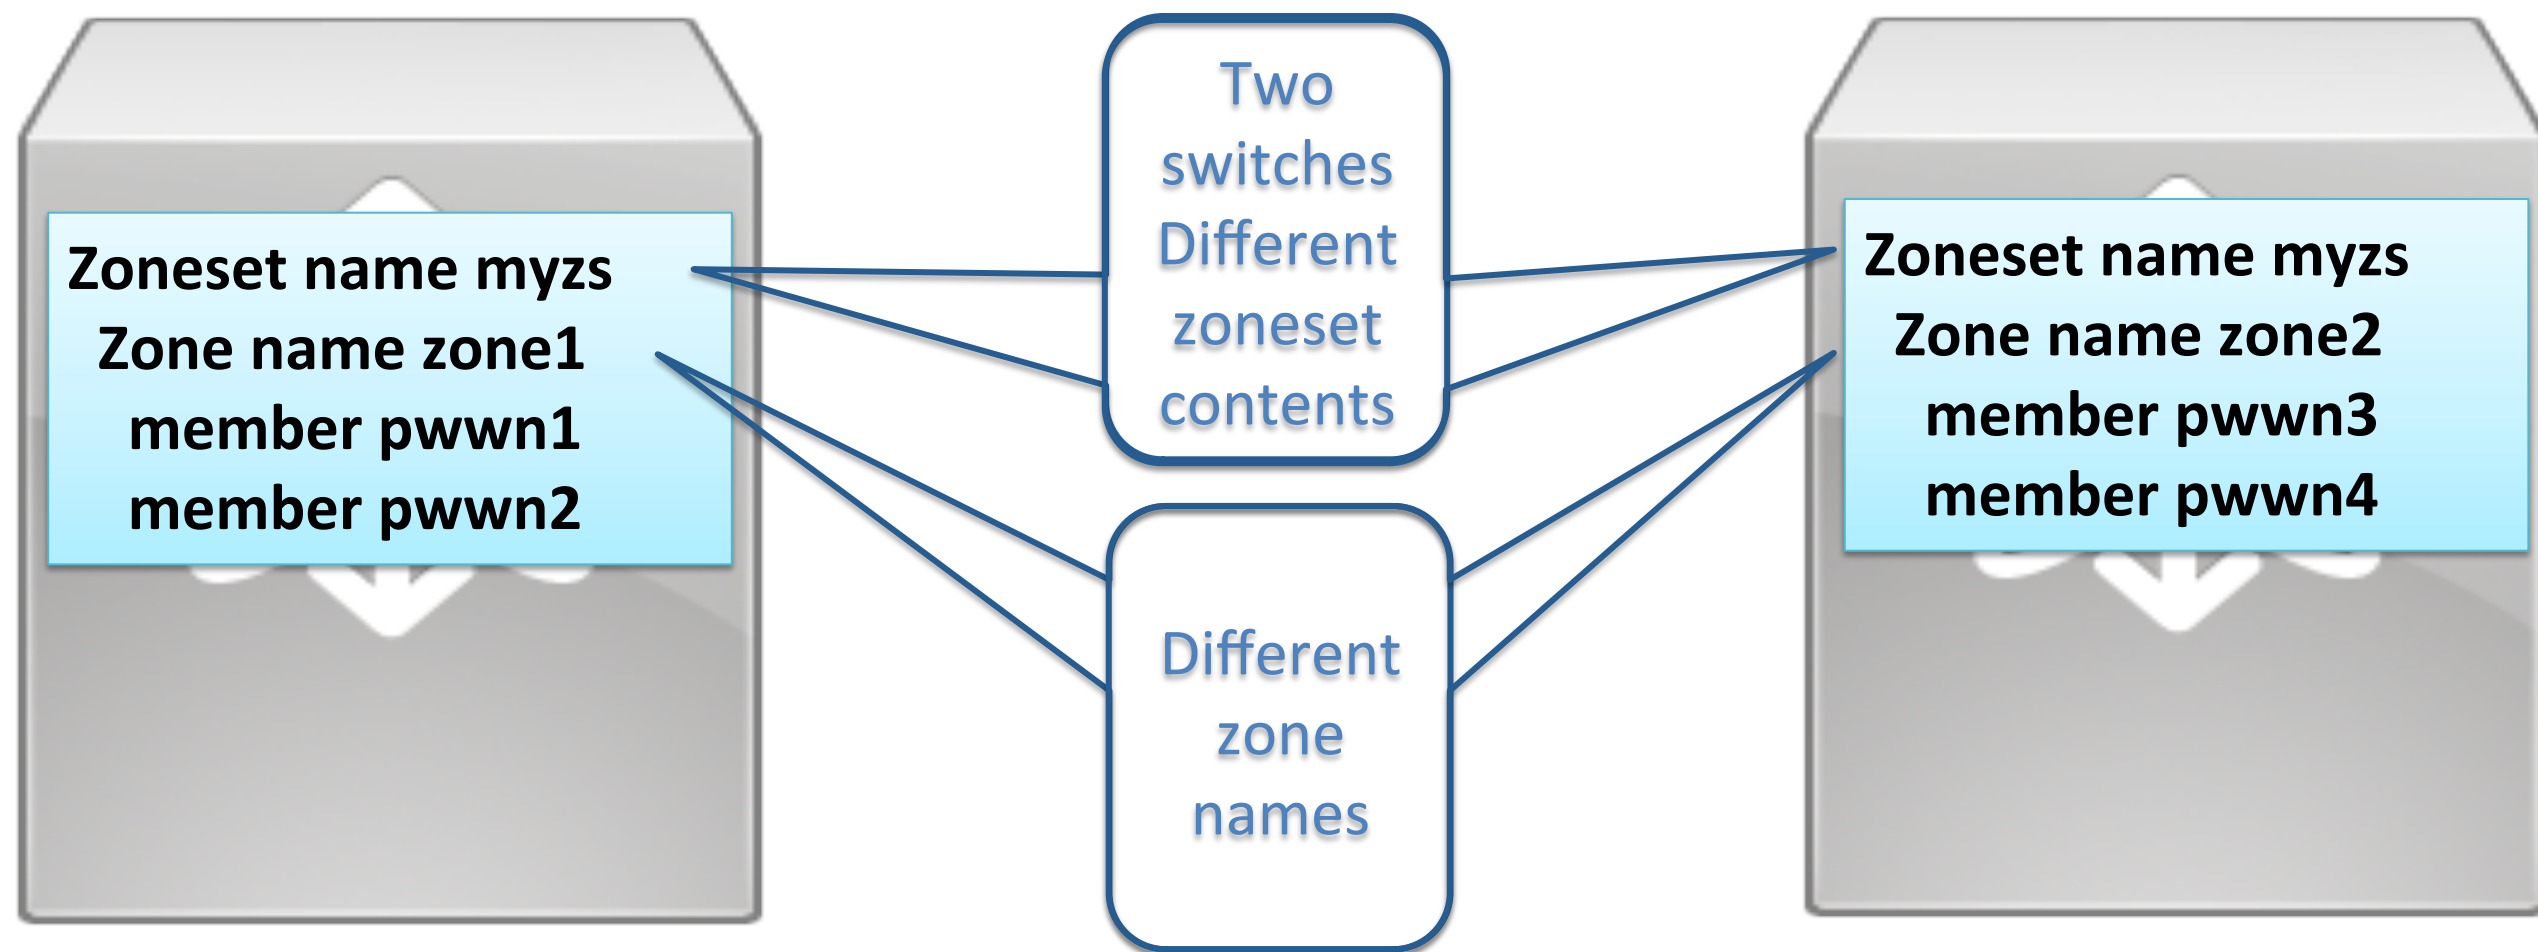 Zoneset name myzs
Zone name zone1
member pwwn1
member pwwn2
Two
switches
Different
zoneset
contents
Different
zone
names
Zoneset name myzs
Zone name zone2
member pwwn3
member pwwn4